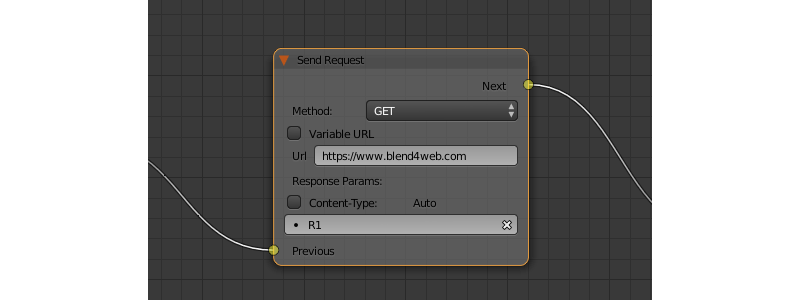 Send Request
Next
Method: GET
Variable URL
Url https://www.blend4web.com
Response Params:
Content-Type: Auto
R1
Previous